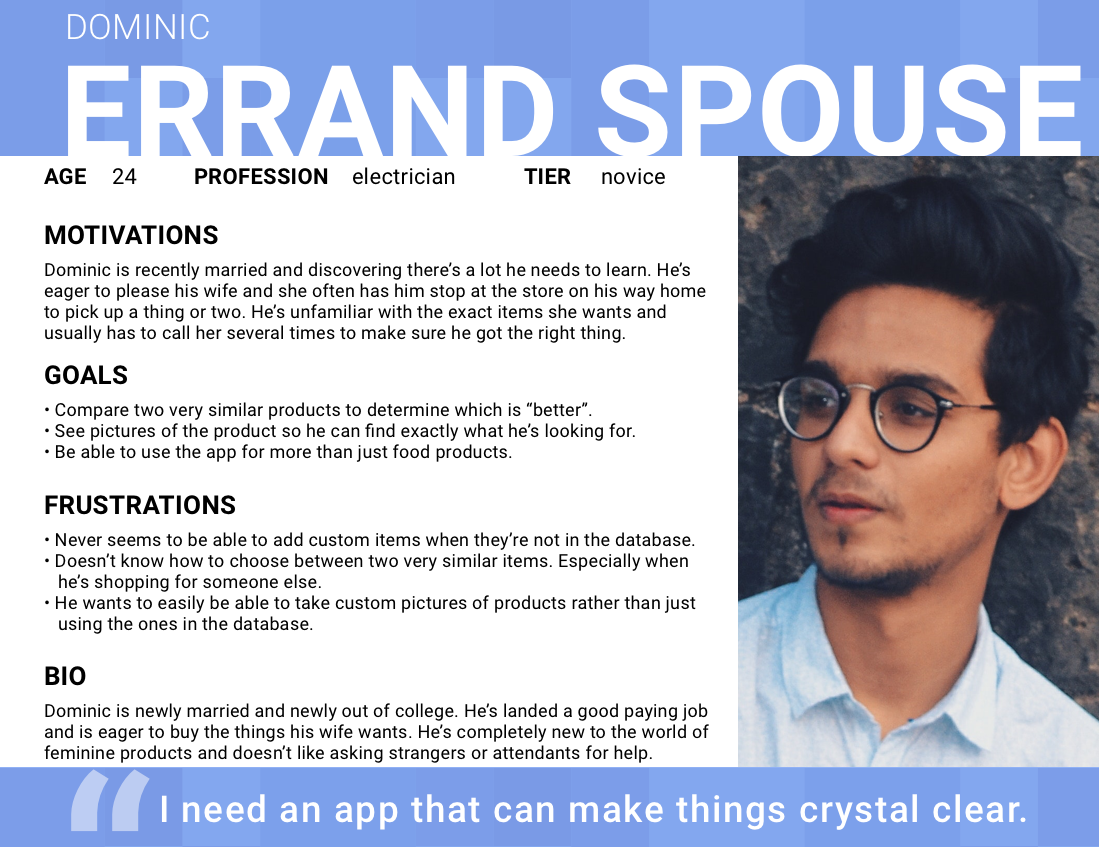 DOMINIC
ERRAND SPOUSE
AGE 24 PROFESSION electrician TIER novice
MOTIVATIONS
Dominic is recently married and discovering there’s a lot he needs to learn. He’s
eager to please his wife and she often has him stop at the store on his way home
to pick up a thing or two. He’s unfamiliar with the exact items she wants and
usually has to call her several times to make sure he got the right thing.
GOALS
• Compare two very similar products to determine which is “better”.
• See pictures of the product so he can find exactly what he’s looking for.
• Be able to use the app for more than just food products.
FRUSTRATIONS
• Never seems to be able to add custom items when they’re not in the database.
• Doesn’t know how to choose between two very similar items. Especially when
he’s shopping for someone else.
• He wants to easily be able to take custom pictures of products rather than just
using the ones in the database.
BIO
Dominic is newly married and newly out of college. He’s landed a good paying job
and is eager to buy the things his wife wants. He’s completely new to the world of
feminine products and doesn’t like asking strangers or attendants for help.
“ I need an app that can make things crystal clear.